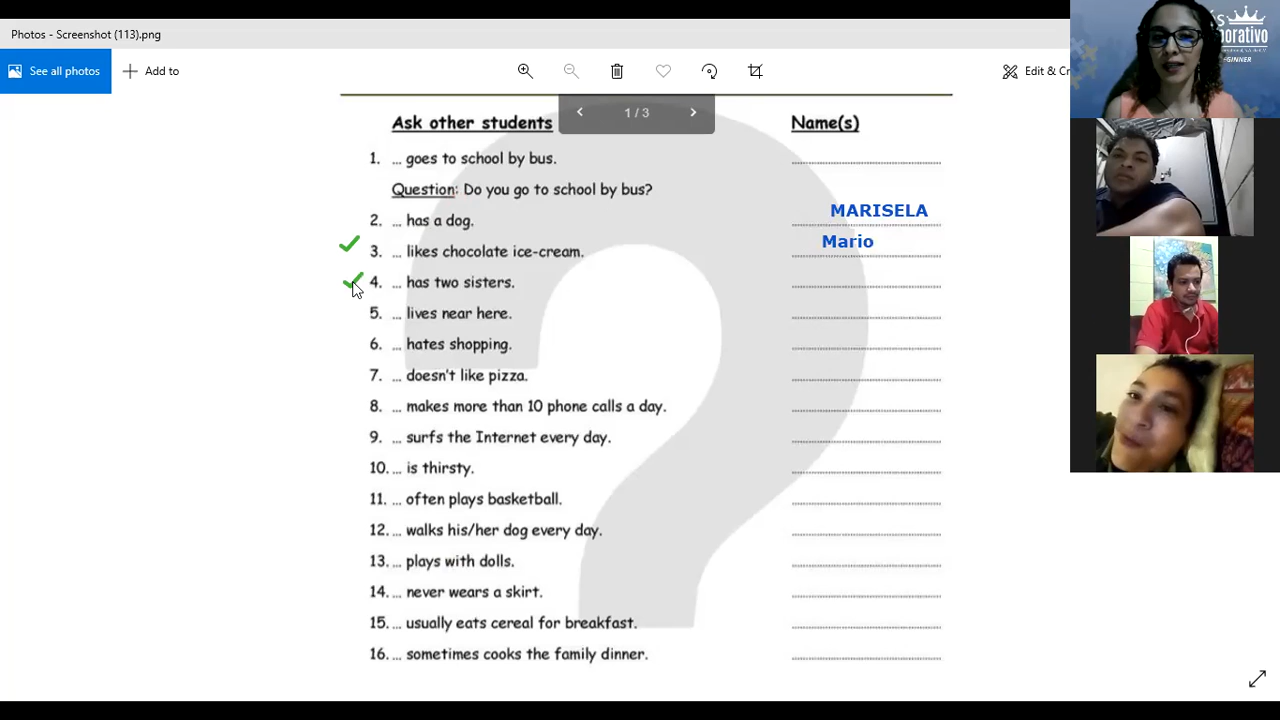 Photos - Screenshot (113).png
See all photos
Add to
Edit & Cr
1 / 3
Ask other students
Name(s)
1. ... goes to school by bus.
Question: Do you go to school by bus?
2. ... has a dog.
MARISELA
3. ... likes chocolate ice-cream.
Mario
4. ... has two sisters.
5. ... lives near here.
6. ... hates shopping.
7. ... doesn't like pizza.
8. ... makes more than 10 phone calls a day.
9. ... surfs the Internet every day.
10. ... is thirsty.
11. ... often plays basketball.
12. ... walks his/her dog every day.
13. ... plays with dolls.
14. ... never wears a skirt.
15. ... usually eats cereal for breakfast.
16. ... sometimes cooks the family dinner.